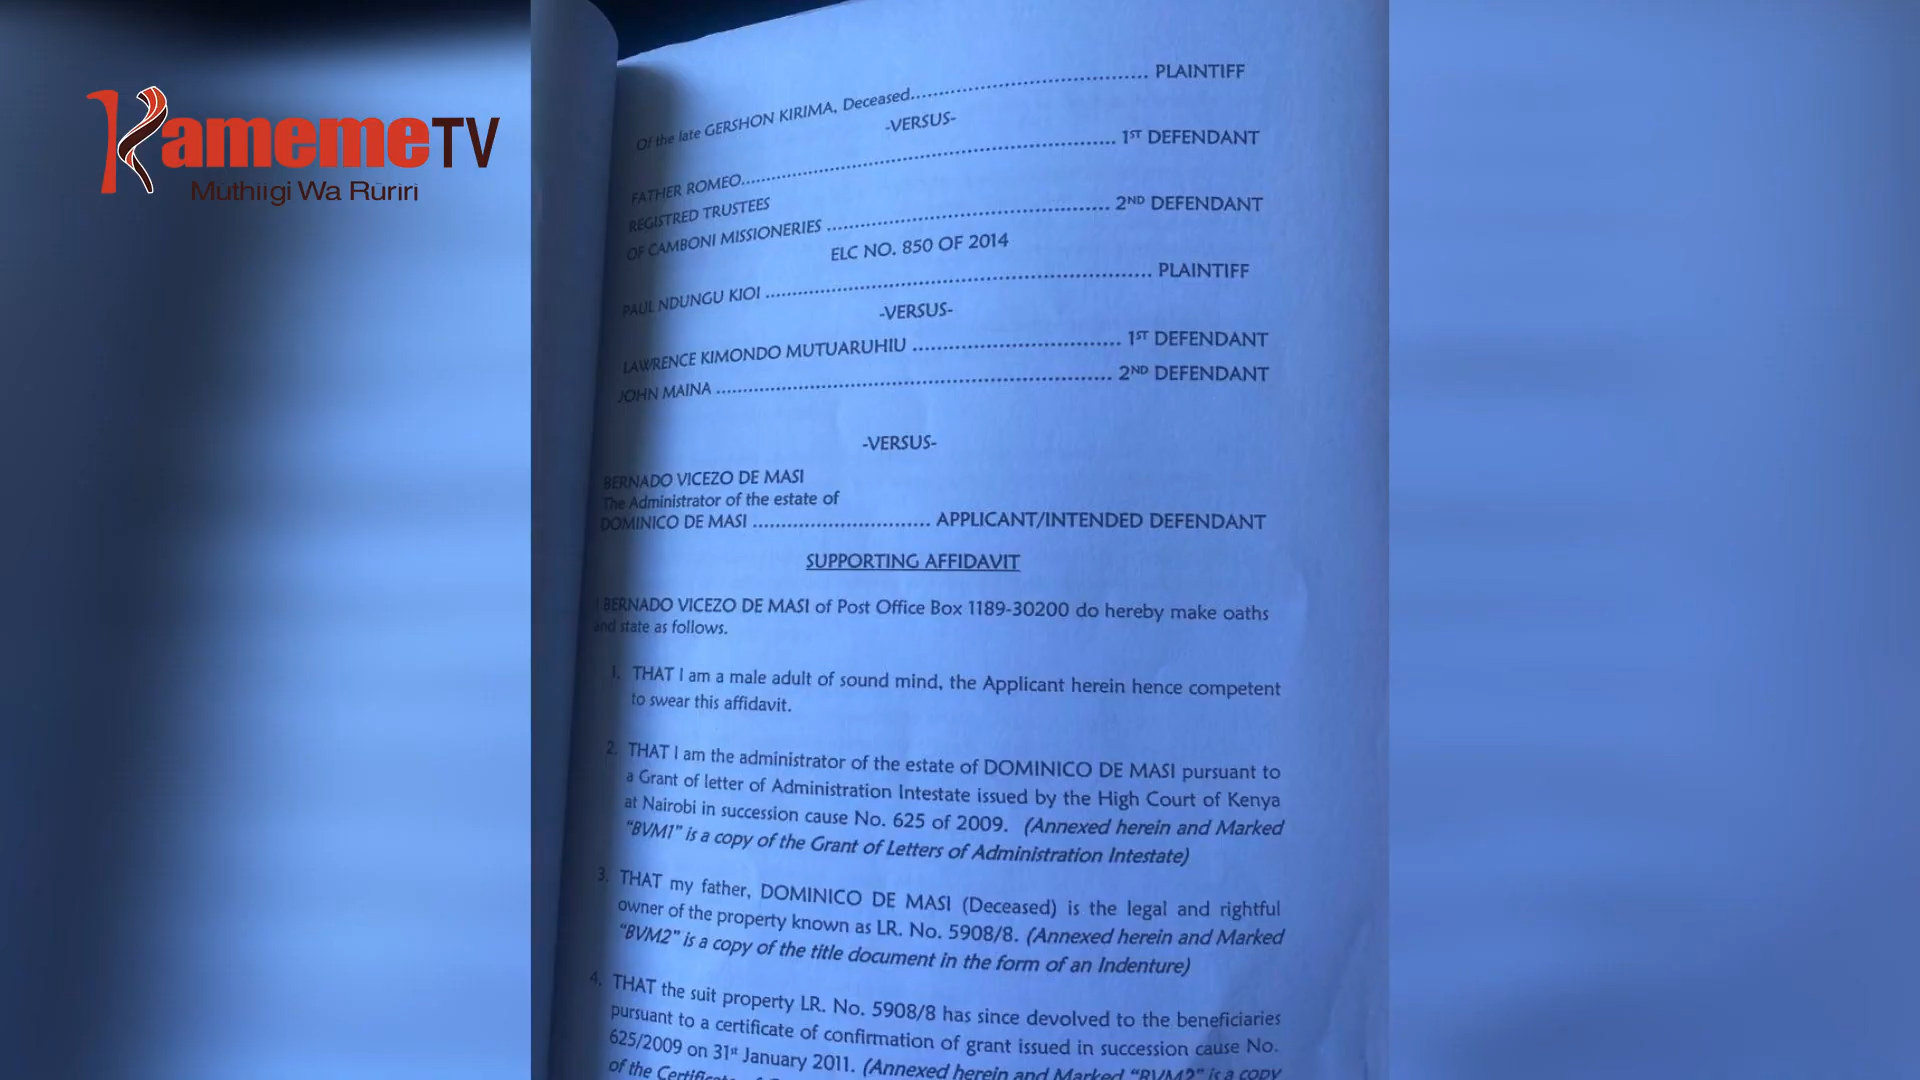 KamemeTV
Mũthiigi Wa Rũrĩrĩ
Of the late GERSHON KIRIMA, Deceased.......................................... PLAINTIFF
-VERSUS-
FATHER ROMEO................................................................. 1ST DEFENDANT
REGISTRED TRUSTEES
OF CAMBONI MISSIONERIES ................................................. 2ND DEFENDANT
ELC NO. 850 OF 2014
PAUL NDUNGU KIOI .................................................................... PLAINTIFF
-VERSUS-
LAWRENCE KIMONDO MUTUARUHIU ..................................... 1ST DEFENDANT
JOHN MAINA ..................................................................... 2ND DEFENDANT
-VERSUS-
BERNADO VICEZO DE MASI
The Administrator of the estate of
DOMINICO DE MASI ............................... APPLICANT/INTENDED DEFENDANT
SUPPORTING AFFIDAVIT
I BERNADO VICEZO DE MASI of Post Office Box 1189-30200 do hereby make oaths
and state as follows.
1. THAT I am a male adult of sound mind, the Applicant herein hence competent
to swear this affidavit.
2. THAT I am the administrator of the estate of DOMINICO DE MASI pursuant to
a Grant of letter of Administration Intestate issued by the High Court of Kenya
at Nairobi in succession cause No. 625 of 2009. (Annexed herein and Marked
"BVM1" is a copy of the Grant of Letters of Administration Intestate)
3. THAT my father, DOMINICO DE MASI (Deceased) is the legal and rightful
owner of the property known as LR. No. 5908/8. (Annexed herein and Marked
"BVM2" is a copy of the title document in the form of an Indenture)
4. THAT the suit property LR. No. 5908/8 has since devolved to the beneficiaries
pursuant to a certificate of confirmation of grant issued in succession cause No.
625/2009 on 31st January 2011. (Annexed herein and Marked "BVM2" is a copy
of the